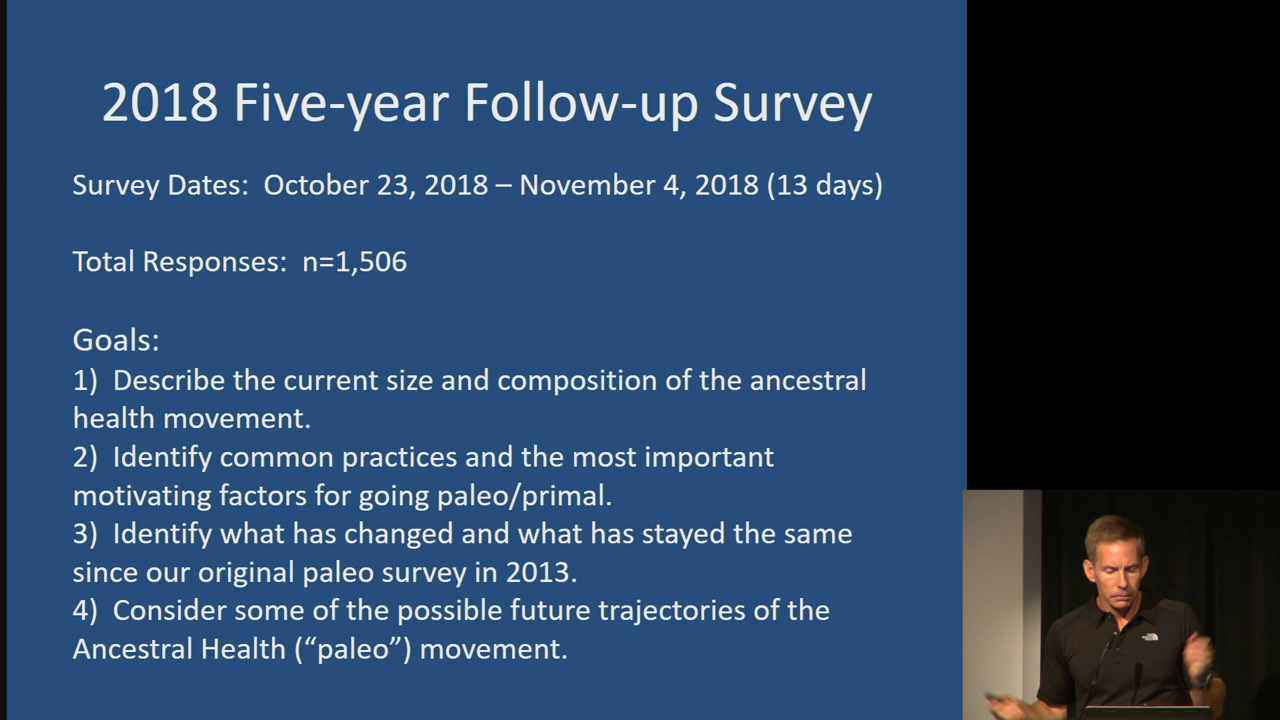 2018 Five-year Follow-up Survey
Survey Dates:  October 23, 2018 – November 4, 2018 (13 days)
Total Responses:  n=1,506
Goals:
1)  Describe the current size and composition of the ancestral
health movement.
2)  Identify common practices and the most important
motivating factors for going paleo/primal.
3)  Identify what has changed and what has stayed the same
since our original paleo survey in 2013.
4)  Consider some of the possible future trajectories of the
Ancestral Health (“paleo”) movement.